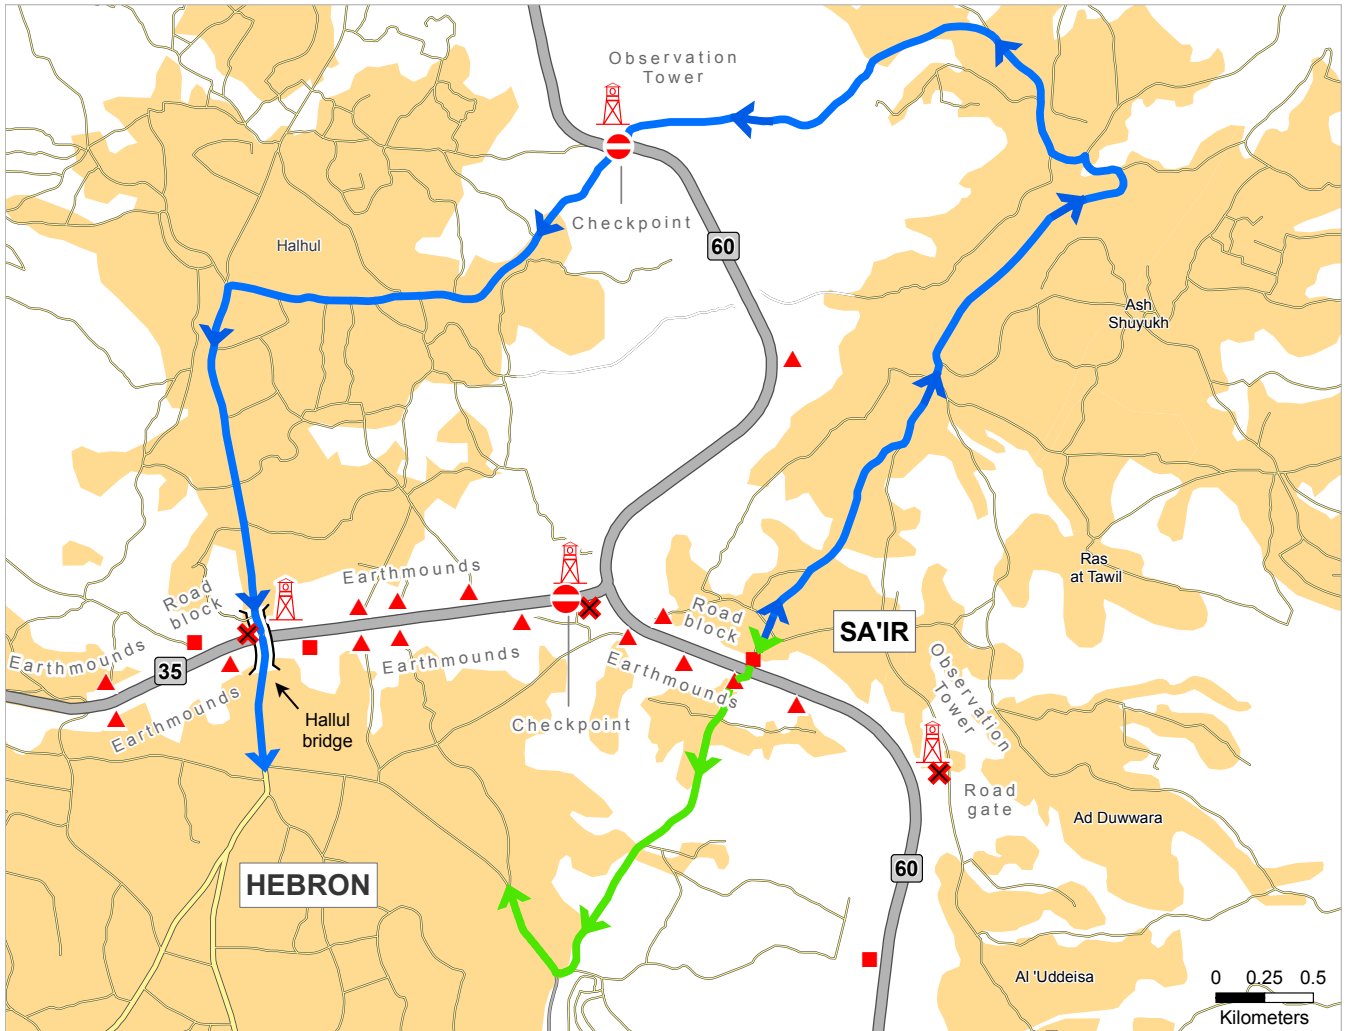 Observation
Tower
Checkpoint
60
Halhul
Ash
Shuyukh
Ras
at Tawil
Earthmounds
Road
block
Road
block
SA'IR
Earthmounds
35
Earthmounds
Earthmounds
Earthmounds
Hallul
bridge
Checkpoint
Observation
Tower
Road
gate
Ad Duwwara
HEBRON
60
Al 'Uddeisa
0 0.25 0.5
Kilometers